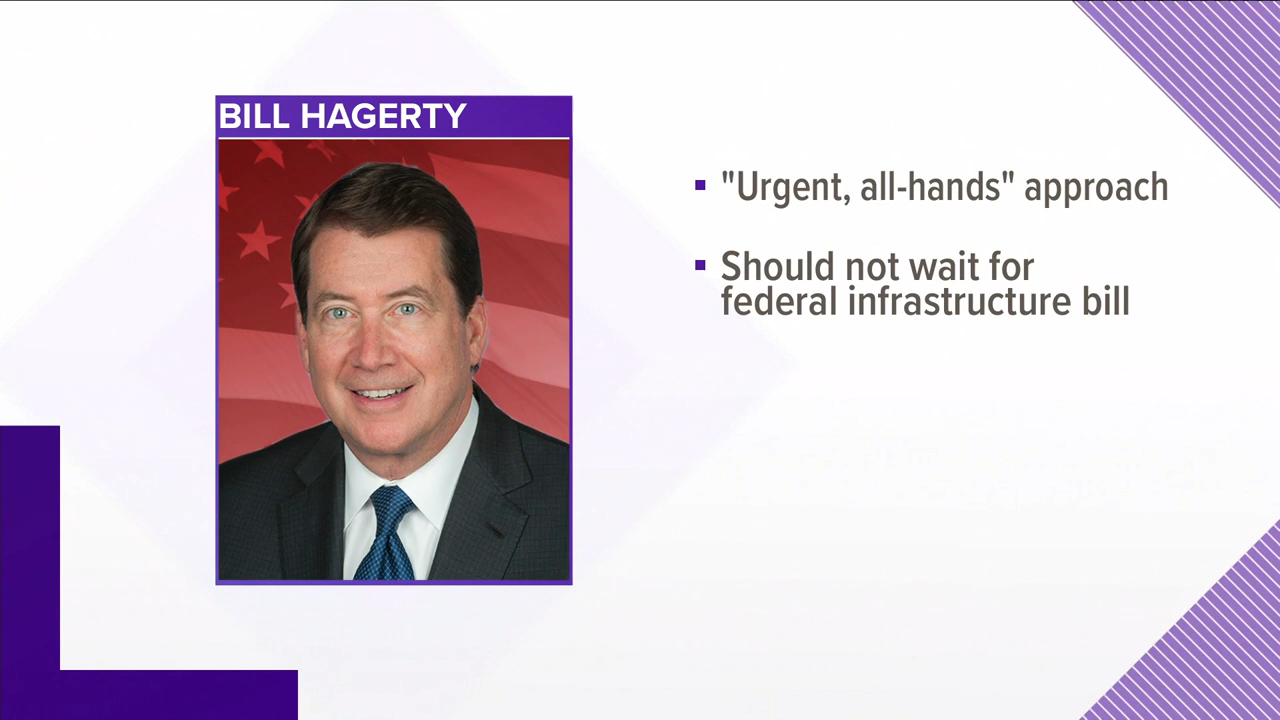 BILL HAGERTY
"Urgent, all-hands" approach
Should not wait for
federal infrastructure bill